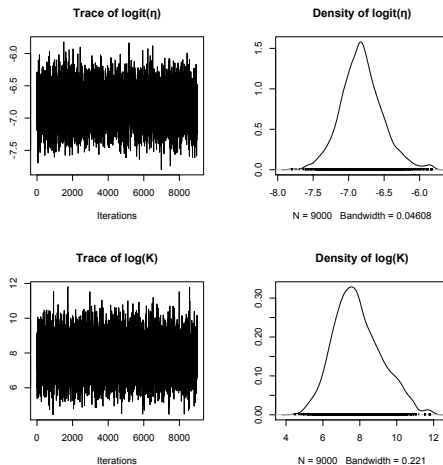 Trace of logit(η)
-6.0
-6.5
-7.0
-7.5
0 2000 4000 6000 8000
Iterations
Density of logit(η)
1.5
1.0
0.5
0.0
-8.0 -7.5 -7.0 -6.5 -6.0
N = 9000 Bandwidth = 0.04608
Trace of log(K)
12
10
8
6
0 2000 4000 6000 8000
Iterations
Density of log(K)
0.30
0.20
0.10
0.00
4 6 8 10 12
N = 9000 Bandwidth = 0.221